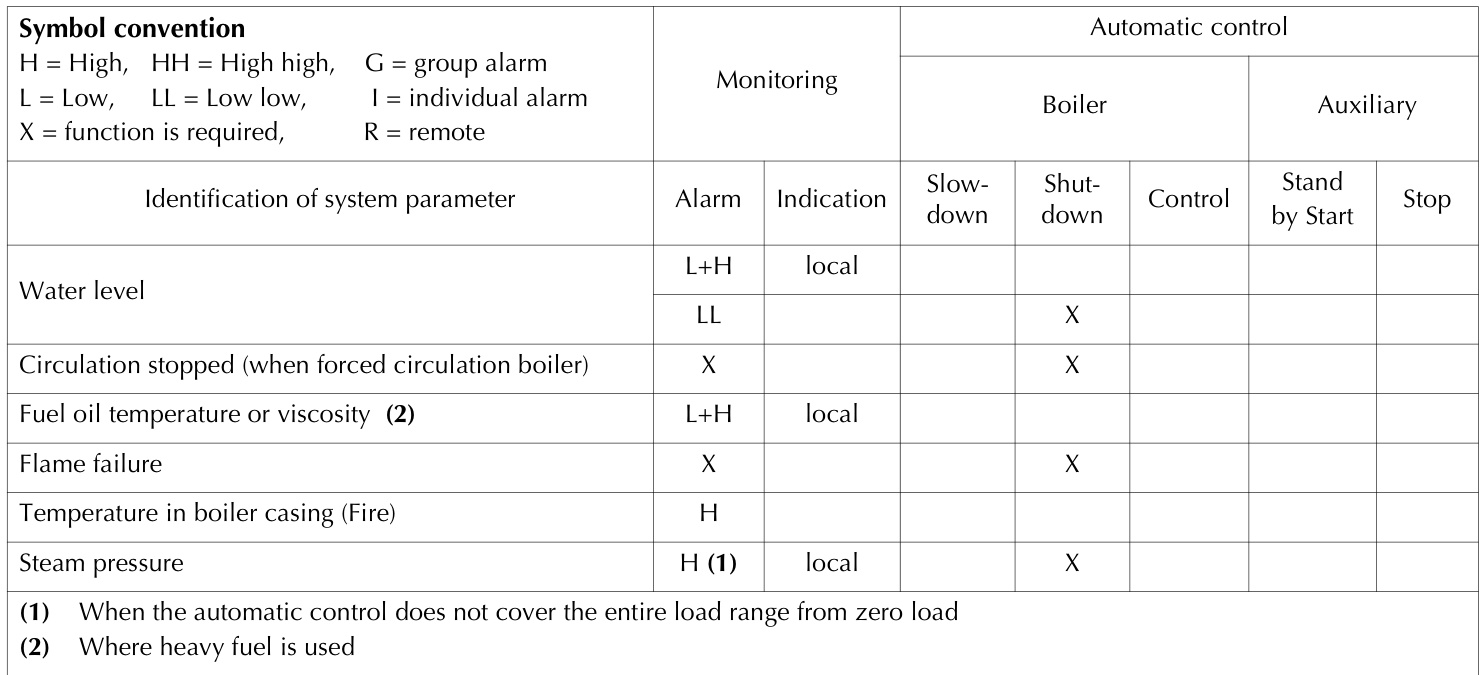 Symbol convention
H = High, HH = High high, G = group alarm
L = Low, LL = Low low, I = individual alarm
X = function is required, R = remote
Monitoring
Automatic control
Boiler
Auxiliary
Identification of system parameter
Alarm
Indication
Slow-
down
Shut-
down
Control
Stand
by Start
Stop
Water level
L+H local
LL X
Circulation stopped (when forced circulation boiler) X X
Fuel oil temperature or viscosity (2) L+H local
Flame failure X X
Temperature in boiler casing (Fire) H
Steam pressure H (1) local X
(1) When the automatic control does not cover the entire load range from zero load
(2) Where heavy fuel is used